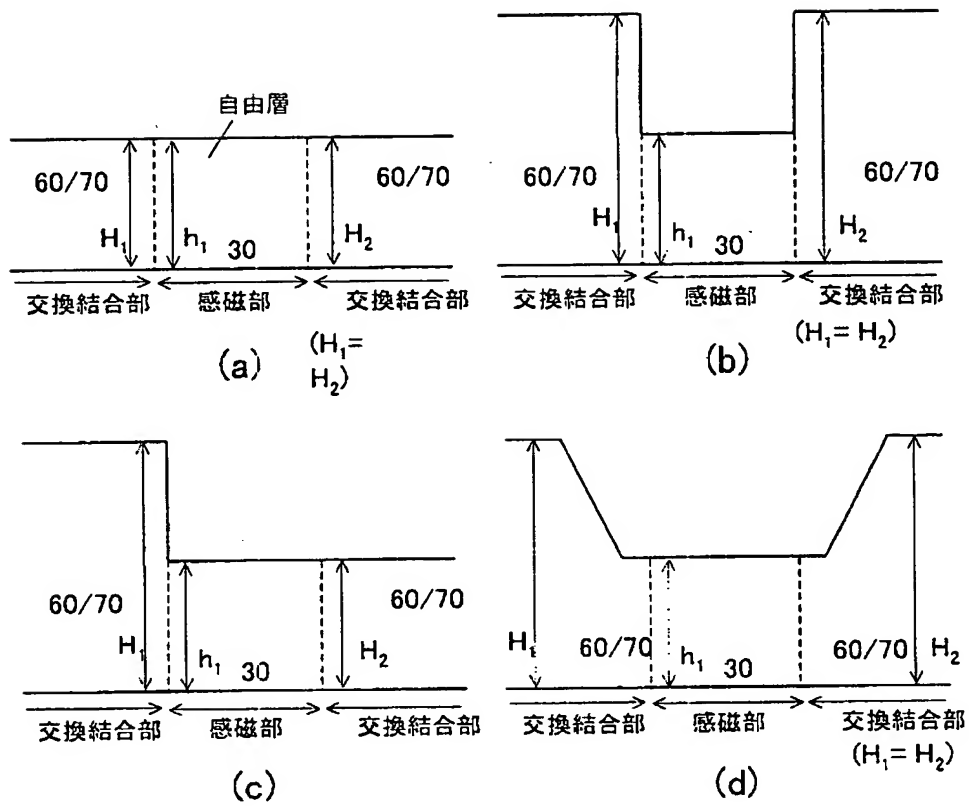 自由層
60/70
60/70
H₁
h₁
30
H₂
交換結合部
感磁部
交換結合部
(a)
(H₁=
H₂)
60/70
60/70
H₁
h₁
30
H₂
交換結合部
感磁部
交換結合部
(b)
(H₁= H₂)
60/70
60/70
H₁
h₁
30
H₂
交換結合部
感磁部
交換結合部
(c)
H₁
60/70
h₁
30
60/70
H₂
交換結合部
感磁部
交換結合部
(H₁= H₂)
(d)